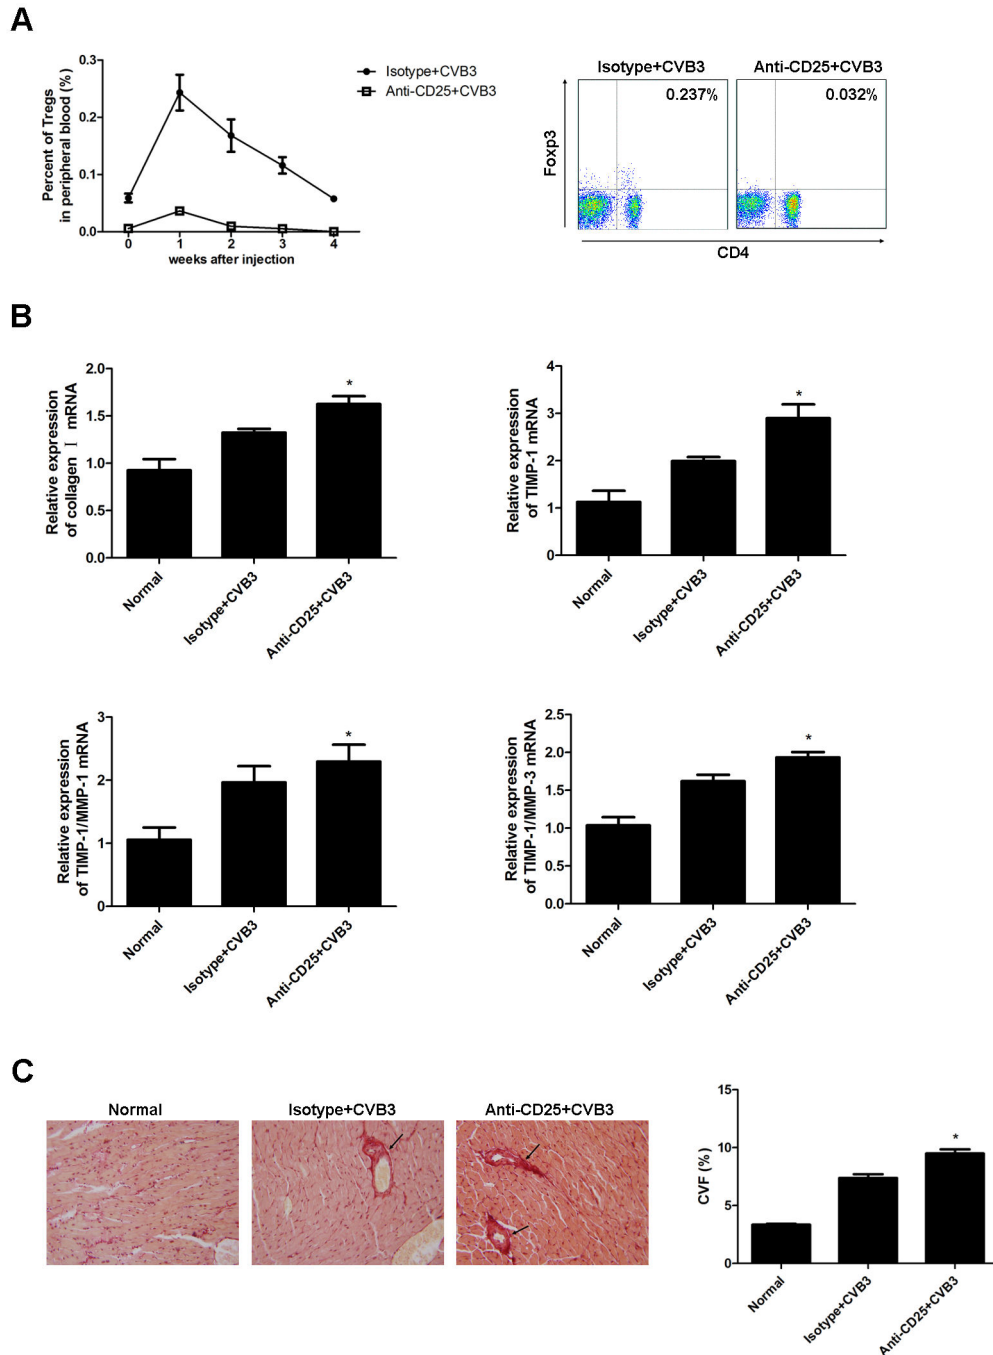 A
0.3
0.2
0.1
0.0
Percent of Tregs
in peripheral blood (%)
0 1 2 3 4
weeks after injection
Isotype+CVB3
Anti-CD25+CVB3
Isotype+CVB3 Anti-CD25+CVB3
0.237% 0.032%
Foxp3
CD4
B
Relative expression
of collagen Ⅰ mRNA
2.0
1.5
1.0
0.5
0.0
*
Normal
Isotype+CVB3
Anti-CD25+CVB3
Relative expression
of TIMP-1 mRNA
4
3
2
1
0
*
Normal
Isotype+CVB3
Anti-CD25+CVB3
Relative expression
of TIMP-1/MMP-1 mRNA
3
2
1
0
*
Normal
Isotype+CVB3
Anti-CD25+CVB3
Relative expression
of TIMP-1/MMP-3 mRNA
2.5
2.0
1.5
1.0
0.5
0.0
*
Normal
Isotype+CVB3
Anti-CD25+CVB3
C
Normal Isotype+CVB3 Anti-CD25+CVB3
CVF (%)
15
10
5
0
*
Normal
Isotype+CVB3
Anti-CD25+CVB3